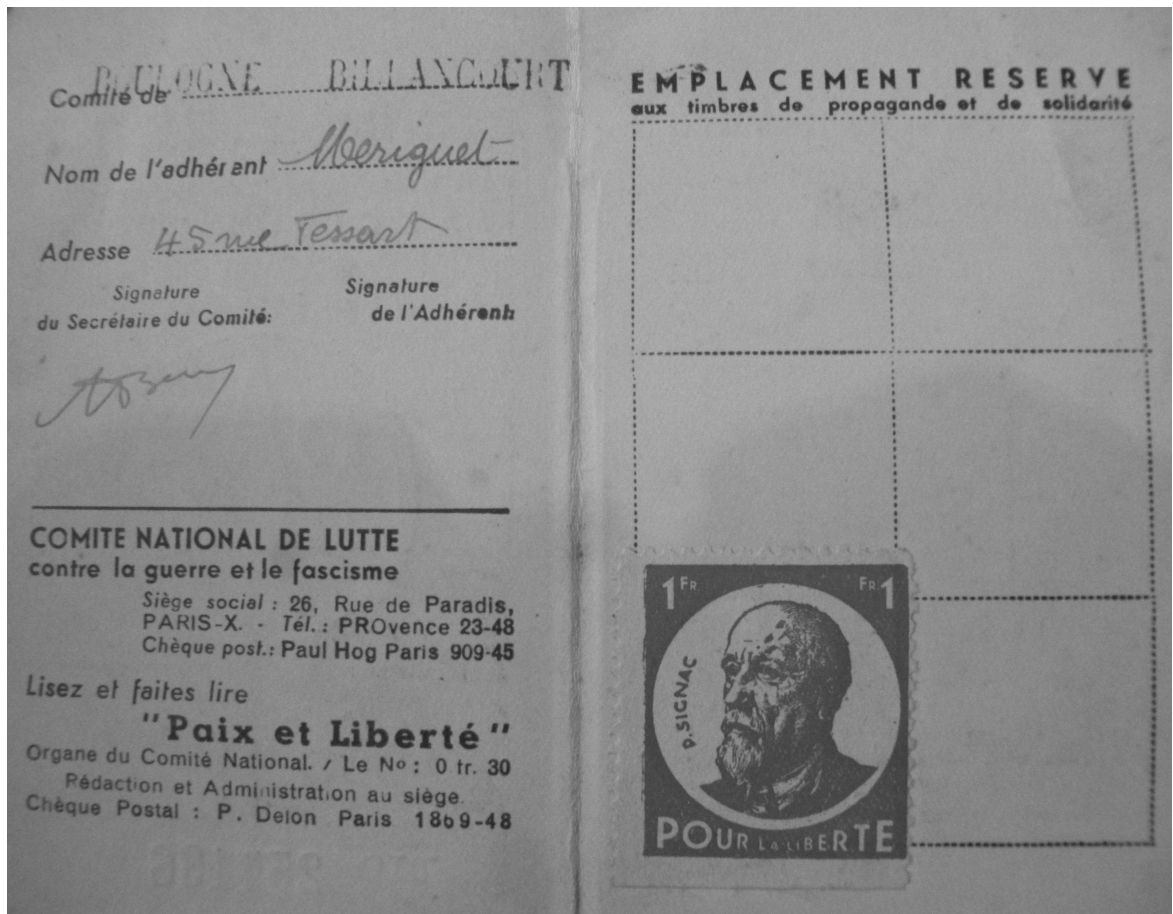 BOULOGNE BILLANCOURT
Comité de
Nom de l'adhérant Meriguet
Adresse 45 rue Tessart
Signature
du Secrétaire du Comité:
Signature
de l'Adhérent
COMITE NATIONAL DE LUTTE
contre la guerre et le fascisme
Siège social : 26, Rue de Paradis,
PARIS-X. - Tél. : PROvence 23-48
Chèque post.: Paul Hog Paris 909-45
Lisez et faites lire
"Paix et Liberté"
Organe du Comité National. / Le No : 0 fr. 30
Rédaction et Administration au siège.
Chèque Postal : P. Delon Paris 1869-48
EMPLACEMENT RESERVE
aux timbres de propagande et de solidarité
1 FR. FR. 1
P. SIGNAC
POUR LA LIBERTE